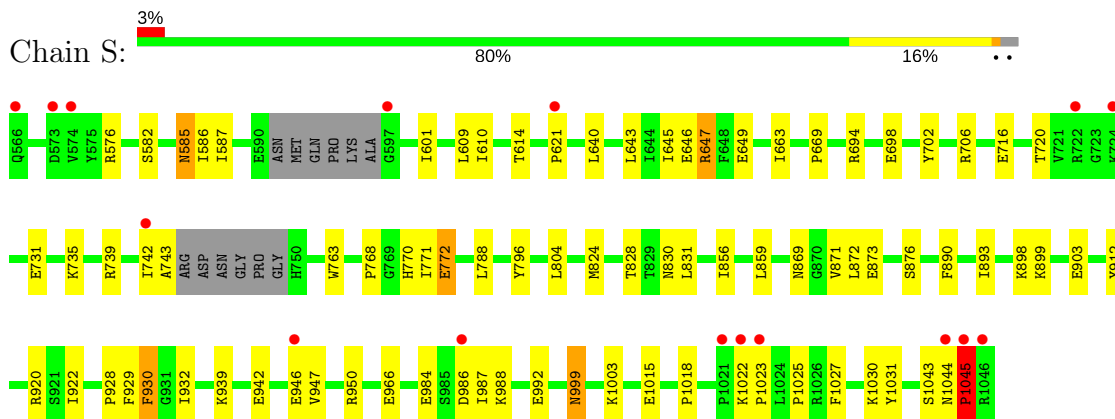 3%
Chain S:
80% 16% ..
Q566 D573 V574 Y575 R576 S582 N585 I586 I587 E590 ASN MET GLN PRO LYS ALA G597 I601 L609 I610 T614 P621 L640 L643 I644 I645 E646 R647 F648 E649 I663 P669 R694 E698 Y702 R706 E716 T720 V721 R722 G723 K724
E731 K735 R739 I742 A743 ARG ASP ASN GLY PRO GLY H750 W763 P768 G769 H770 I771 E772 L788 Y796 L804 M824 T828 T829 N830 L831 I856 L859 N869 G870 V871 L872 E873 S876 F890 I893 K898 K899 E903 Y912
R920 S921 I922 P928 F929 F930 G931 I932 K939 E942 E946 V947 R950 E966 E984 S985 D986 I987 K988 E992 N999 K1003 E1015 P1018 P1021 K1022 P1023 L1024 P1025 R1026 F1027 K1030 Y1031 S1043 N1044 P1045 R1046